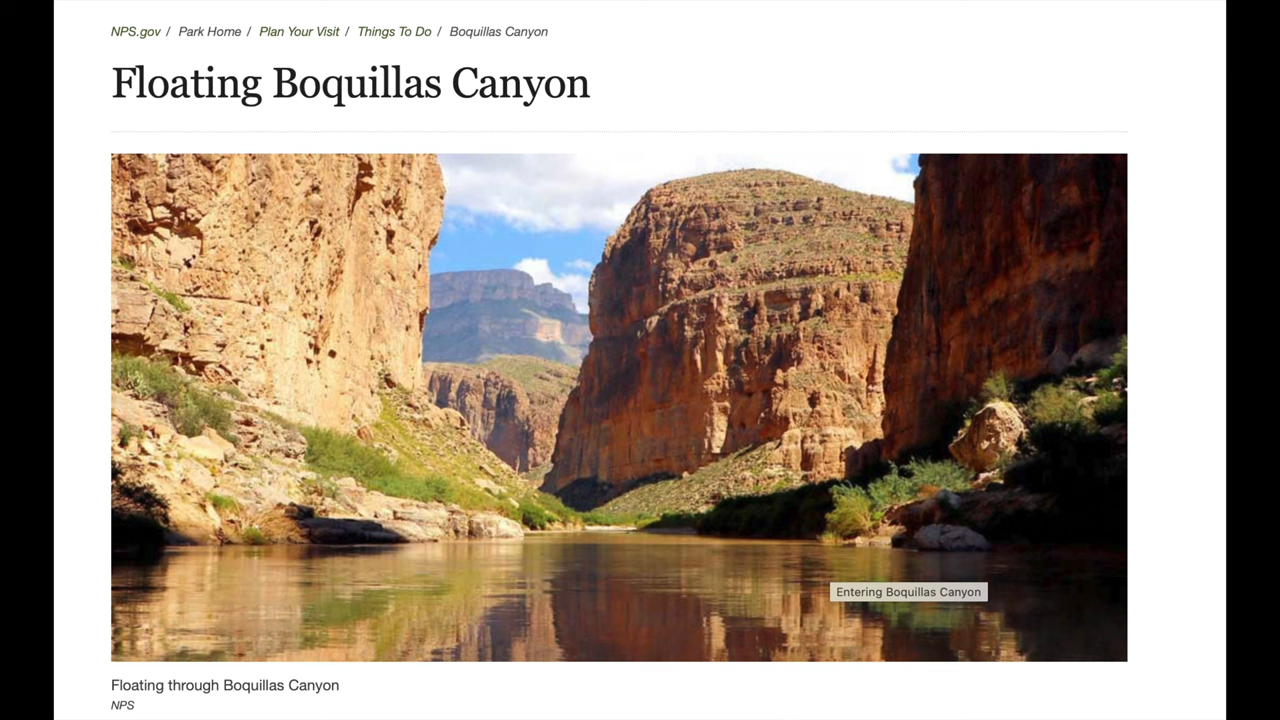 NPS.gov / Park Home / Plan Your Visit / Things To Do / Boquillas Canyon
Floating Boquillas Canyon
Entering Boquillas Canyon
Floating through Boquillas Canyon
NPS